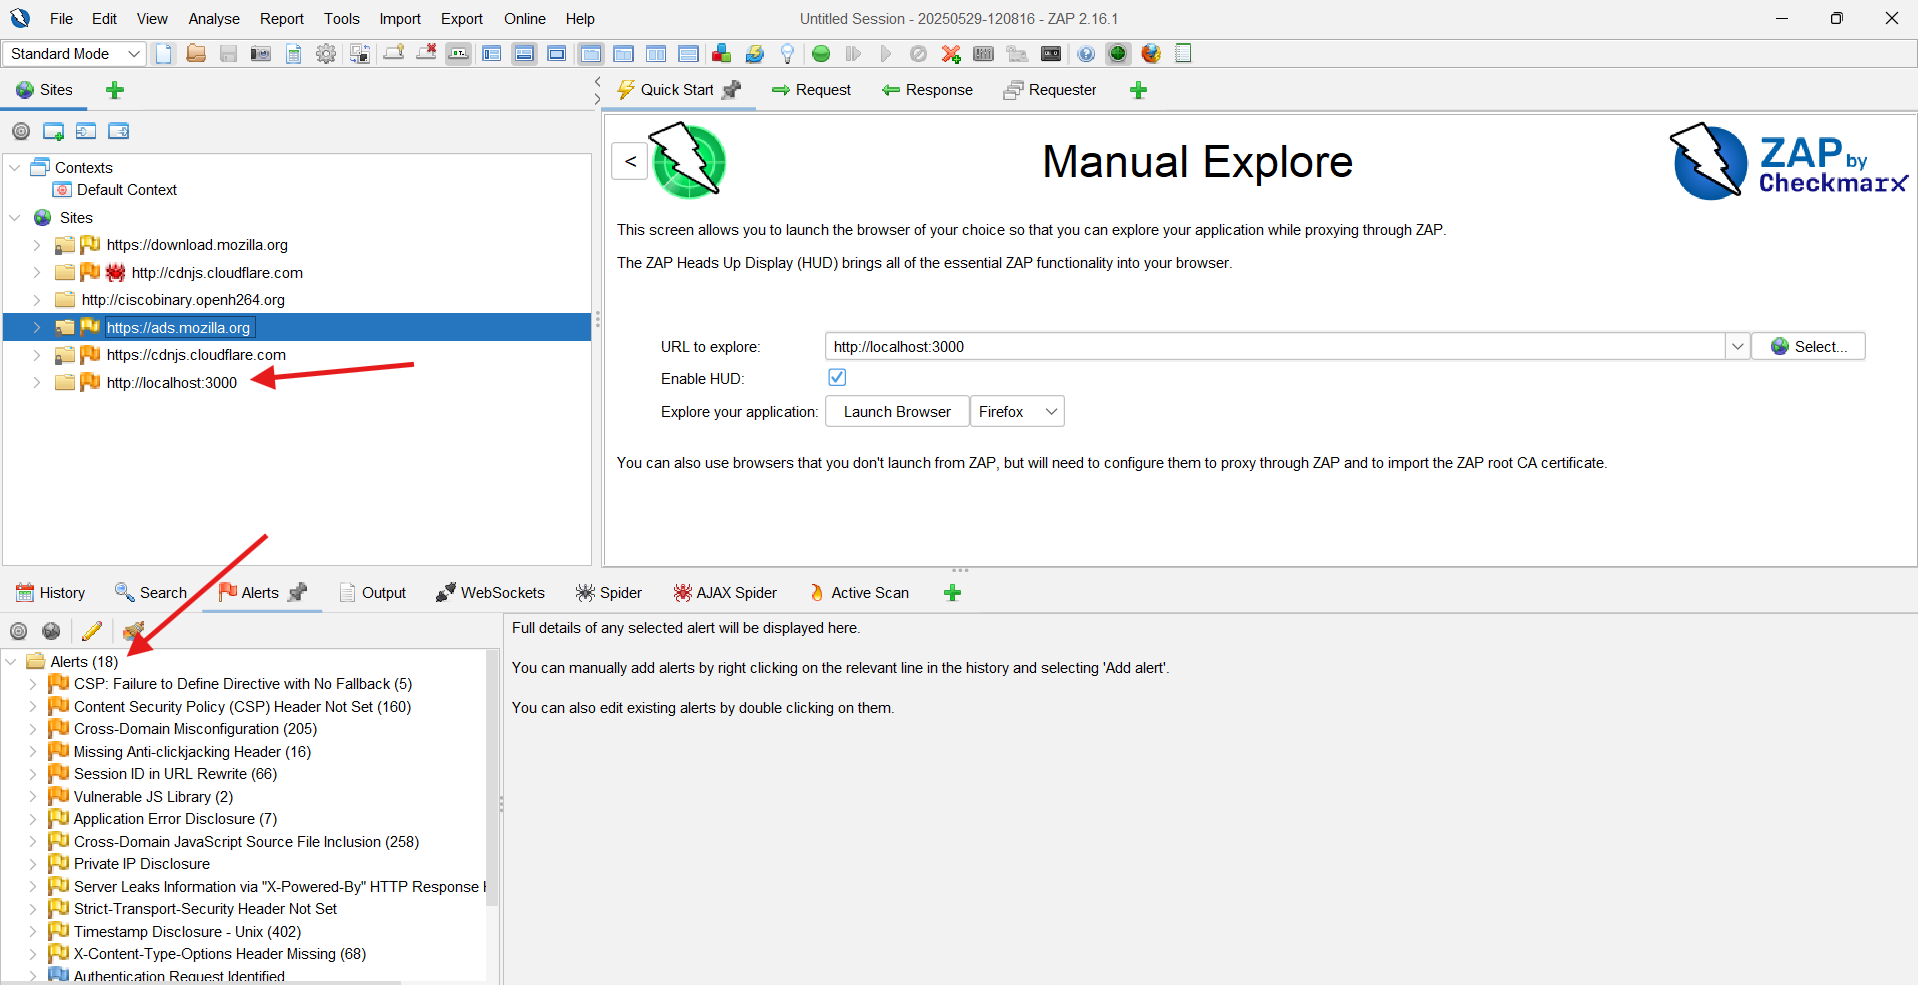 File Edit View Analyse Report Tools Import Export Online Help
Untitled Session - 20250529-120816 - ZAP 2.16.1
Standard Mode
Sites
Quick Start
Request
Response
Requester
<
Manual Explore
ZAP by
Checkmarx
Contexts
Default Context
Sites
https://download.mozilla.org
http://cdnjs.cloudflare.com
http://ciscobinary.openh264.org
https://ads.mozilla.org
https://cdnjs.cloudflare.com
http://localhost:3000
This screen allows you to launch the browser of your choice so that you can explore your application while proxying through ZAP.
The ZAP Heads Up Display (HUD) brings all of the essential ZAP functionality into your browser.
URL to explore: http://localhost:3000 Select...
Enable HUD:
Explore your application: Launch Browser Firefox
You can also use browsers that you don't launch from ZAP, but will need to configure them to proxy through ZAP and to import the ZAP root CA certificate.
History Search Alerts Output WebSockets Spider AJAX Spider Active Scan
Alerts (18)
CSP: Failure to Define Directive with No Fallback (5)
Content Security Policy (CSP) Header Not Set (160)
Cross-Domain Misconfiguration (205)
Missing Anti-clickjacking Header (16)
Session ID in URL Rewrite (66)
Vulnerable JS Library (2)
Application Error Disclosure (7)
Cross-Domain JavaScript Source File Inclusion (258)
Private IP Disclosure
Server Leaks Information via "X-Powered-By" HTTP Response
Strict-Transport-Security Header Not Set
Timestamp Disclosure - Unix (402)
X-Content-Type-Options Header Missing (68)
Authentication Request Identified
Full details of any selected alert will be displayed here.
You can manually add alerts by right clicking on the relevant line in the history and selecting 'Add alert'.
You can also edit existing alerts by double clicking on them.